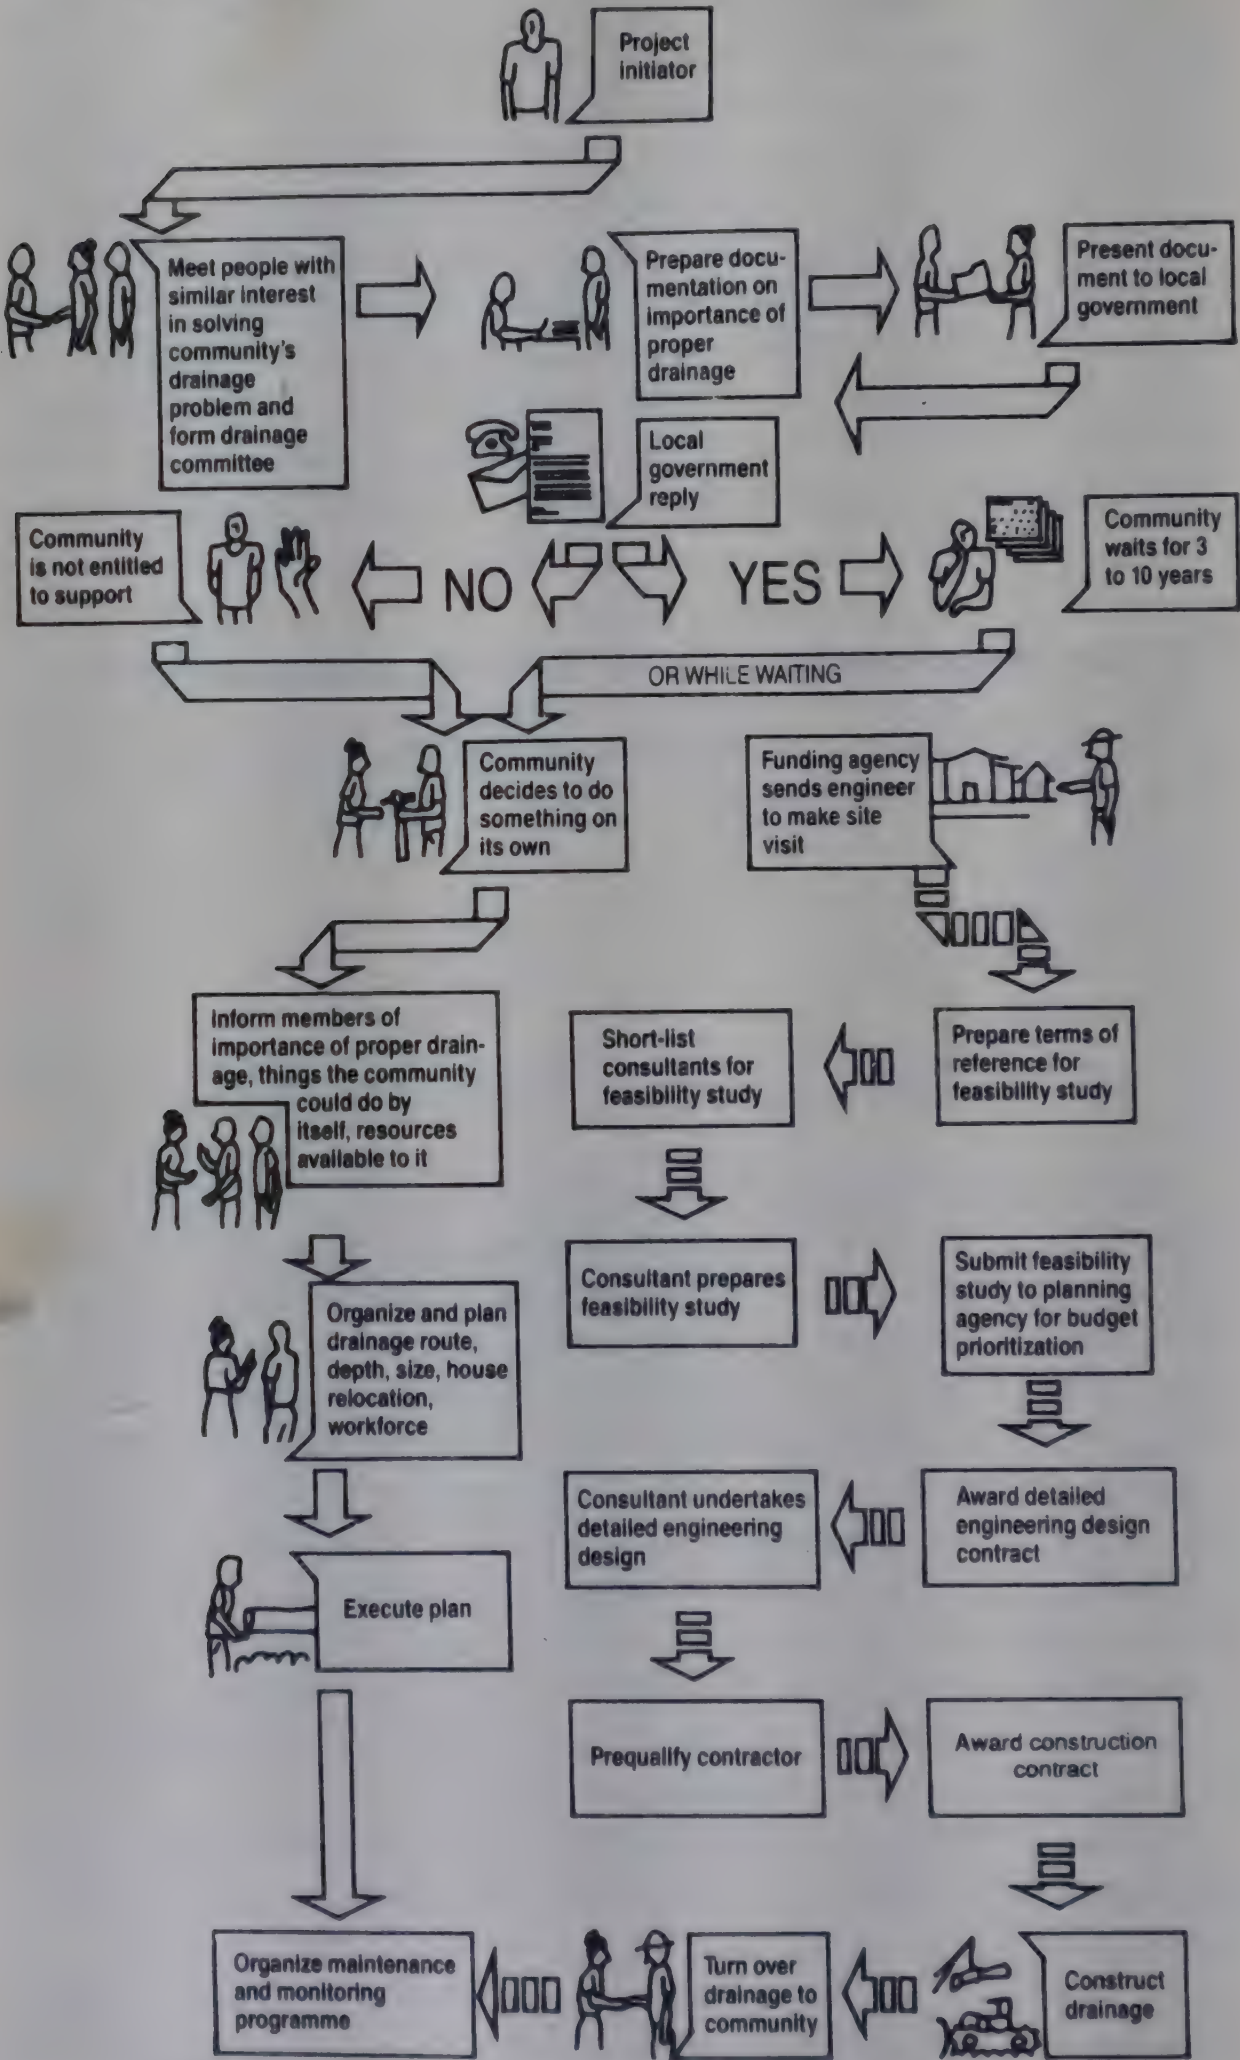 Project
initiator
Meet people with
similar interest
in solving
community's
drainage
problem and
form drainage
committee
Prepare docu-
mentation on
importance of
proper
drainage
Present docu-
ment to local
government
Local
government
reply
Community
is not entitled
to support
NO
YES
Community
waits for 3
to 10 years
OR WHILE WAITING
Community
decides to do
something on
its own
Funding agency
sends engineer
to make site
visit
Inform members of
importance of proper drain-
age, things the community
could do by
itself, resources
available to it
Short-list
consultants for
feasibility study
Prepare terms of
reference for
feasibility study
Consultant prepares
feasibility study
Submit feasibility
study to planning
agency for budget
prioritization
Organize and plan
drainage route,
depth, size, house
relocation,
workforce
Consultant undertakes
detailed engineering
design
Award detailed
engineering design
contract
Execute plan
Prequalify contractor
Award construction
contract
Organize maintenance
and monitoring
programme
Turn over
drainage to
community
Construct
drainage